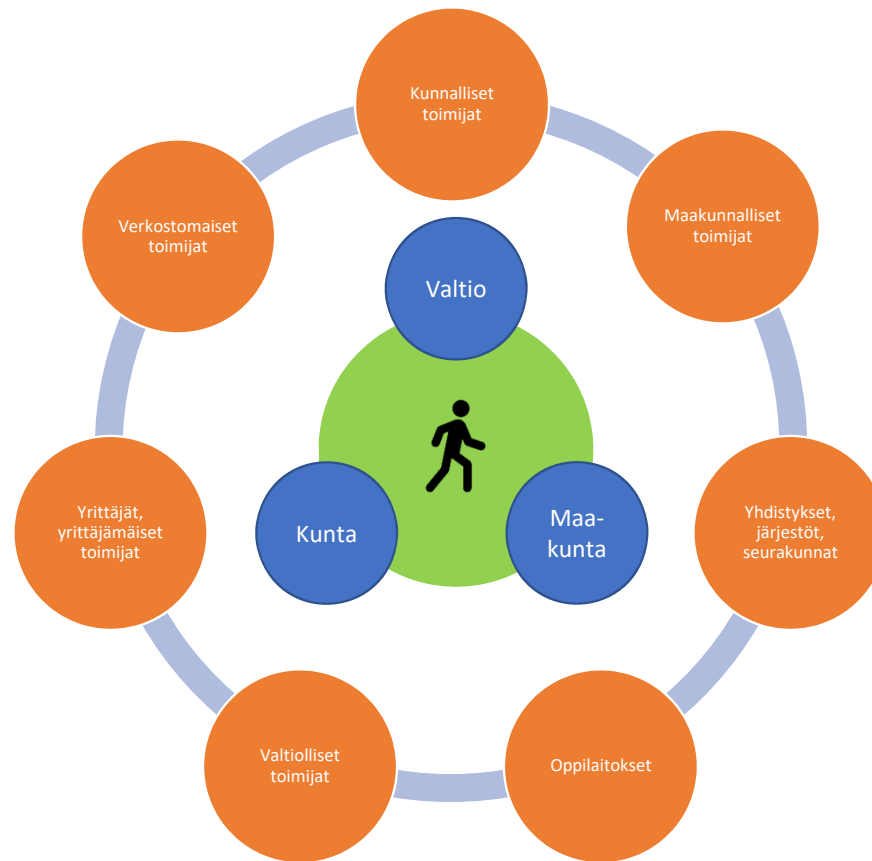 Kunnalliset
toimijat
Verkostomaiset
toimijat
Maakunnalliset
toimijat
Valtio
Yrittäjät,
yrittäjämäiset
toimijat
Kunta
Maa-
kunta
Yhdistykset,
järjestöt,
seurakunnat
Valtiolliset
toimijat
Oppilaitokset